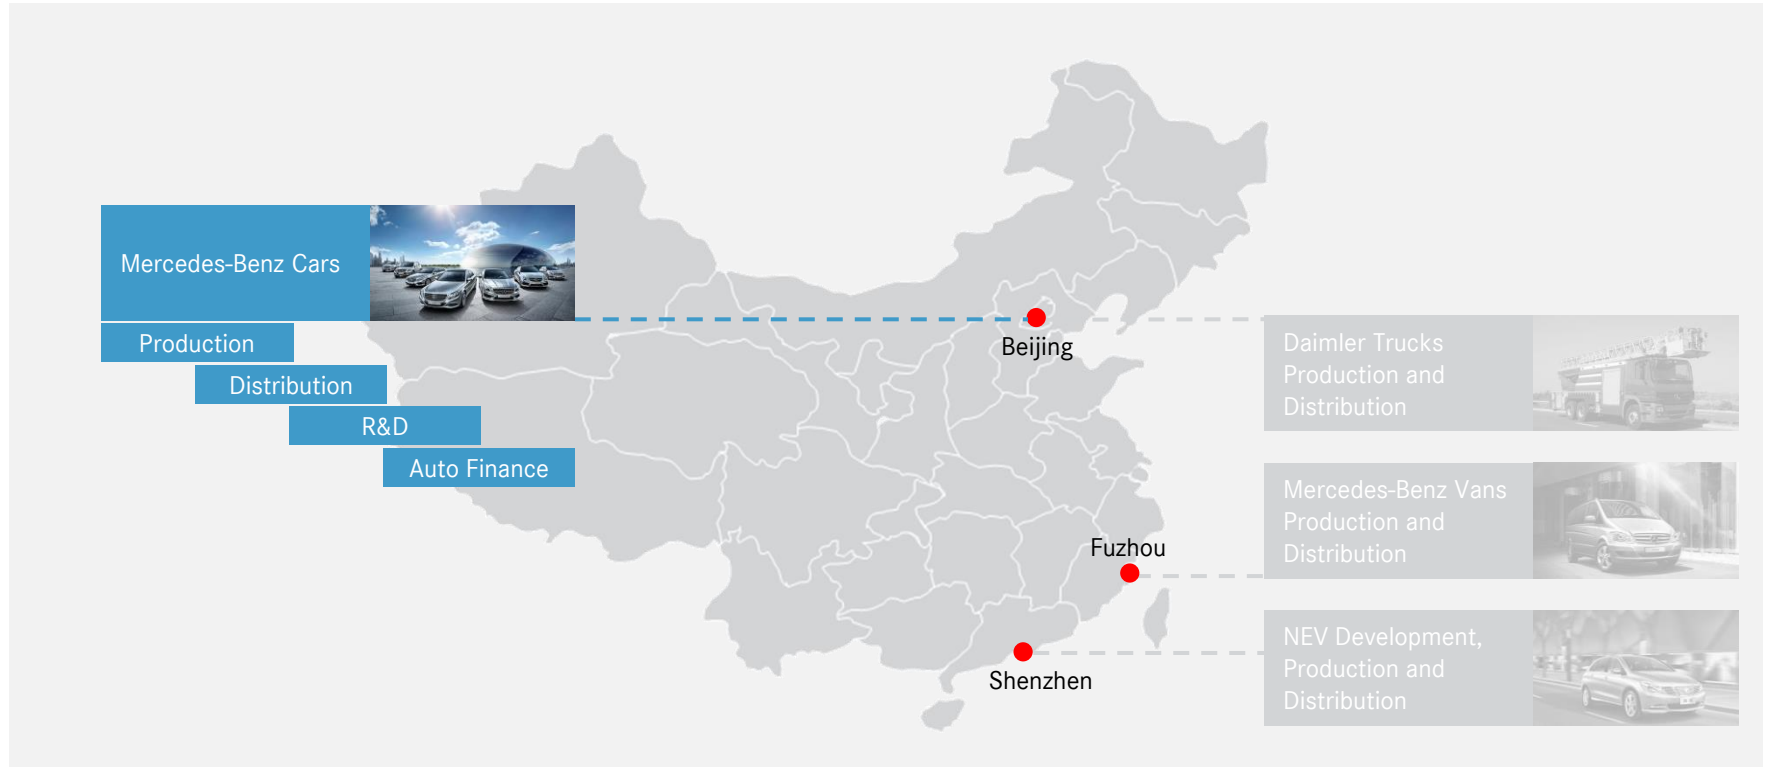 Mercedes-Benz Cars
Production
Distribution
R&D
Auto Finance
Beijing
Fuzhou
Shenzhen
Daimler Trucks
Production and
Distribution
Mercedes-Benz Vans
Production and
Distribution
NEV Development,
Production and
Distribution